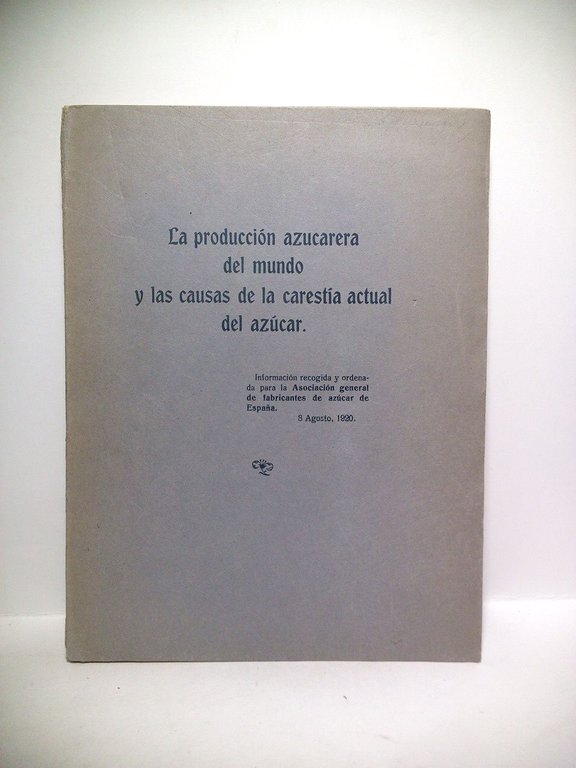 La producción azucarera
del mundo
y las causas de la carestía actual
del azúcar.
Información recogida y ordena-
da para la Asociación general
de fabricantes de azúcar de
España.
8 Agosto, 1920.